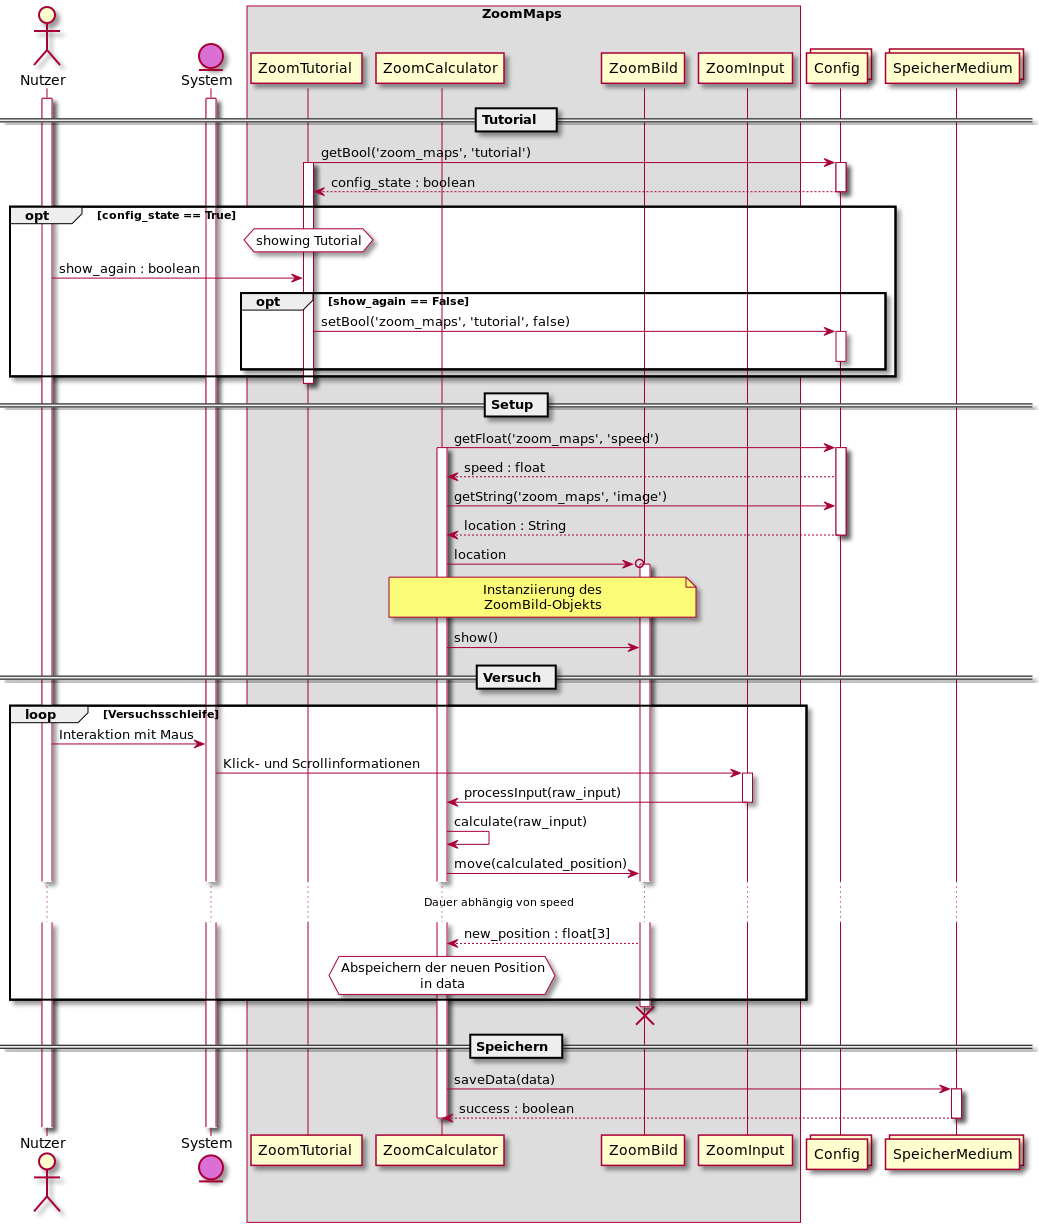 ZoomMaps
Nutzer
System
ZoomTutorial
ZoomCalculator
ZoomBild
ZoomInput
Config
SpeicherMedium
Tutorial
getBool('zoom_maps', 'tutorial')
config_state : boolean
opt
[config_state == True]
showing Tutorial
show_again : boolean
opt
[show_again == False]
setBool('zoom_maps', 'tutorial', false)
Setup
getFloat('zoom_maps', 'speed')
speed : float
getString('zoom_maps', 'image')
location : String
location
Instanziierung des
ZoomBild-Objekts
show()
Versuch
loop
[Versuchsschleife]
Interaktion mit Maus
Klick- und Scrollinformationen
processInput(raw_input)
calculate(raw_input)
move(calculated_position)
Dauer abhängig von speed
new_position : float[3]
Abspeichern der neuen Position
in data
Speichern
saveData(data)
success : boolean
Nutzer
System
ZoomTutorial
ZoomCalculator
ZoomBild
ZoomInput
Config
SpeicherMedium